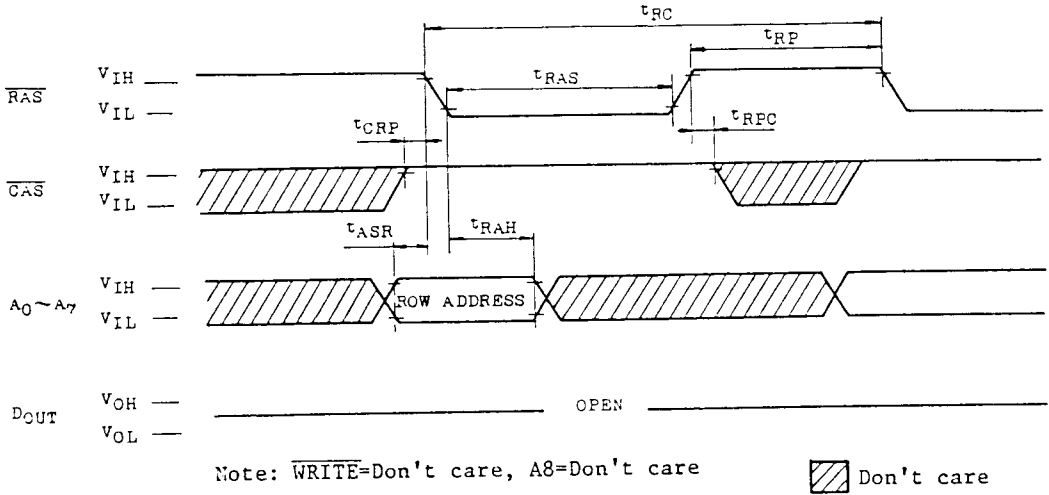 tRC
tRP
RAS
VIH
VIL
tRAS
tCRP
tRPC
CAS
VIH
VIL
tASR
tRAH
A0~A7
VIH
VIL
ROW ADDRESS
DOUT
VOH
VOL
OPEN
Note: WRITE=Don't care, A8=Don't care
Don't care